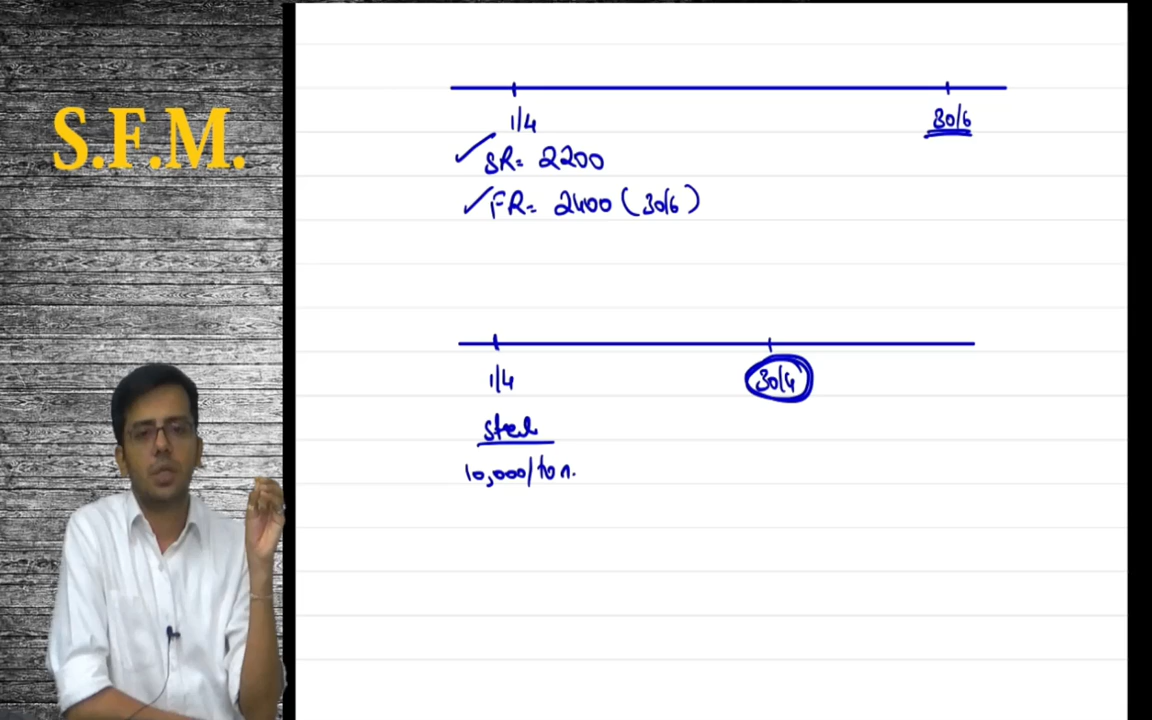 S.F.M.
1/4
30/6
SR= 2200
FR= 2400 (30/6)
1/4
30/4
steel
10,000/ton.